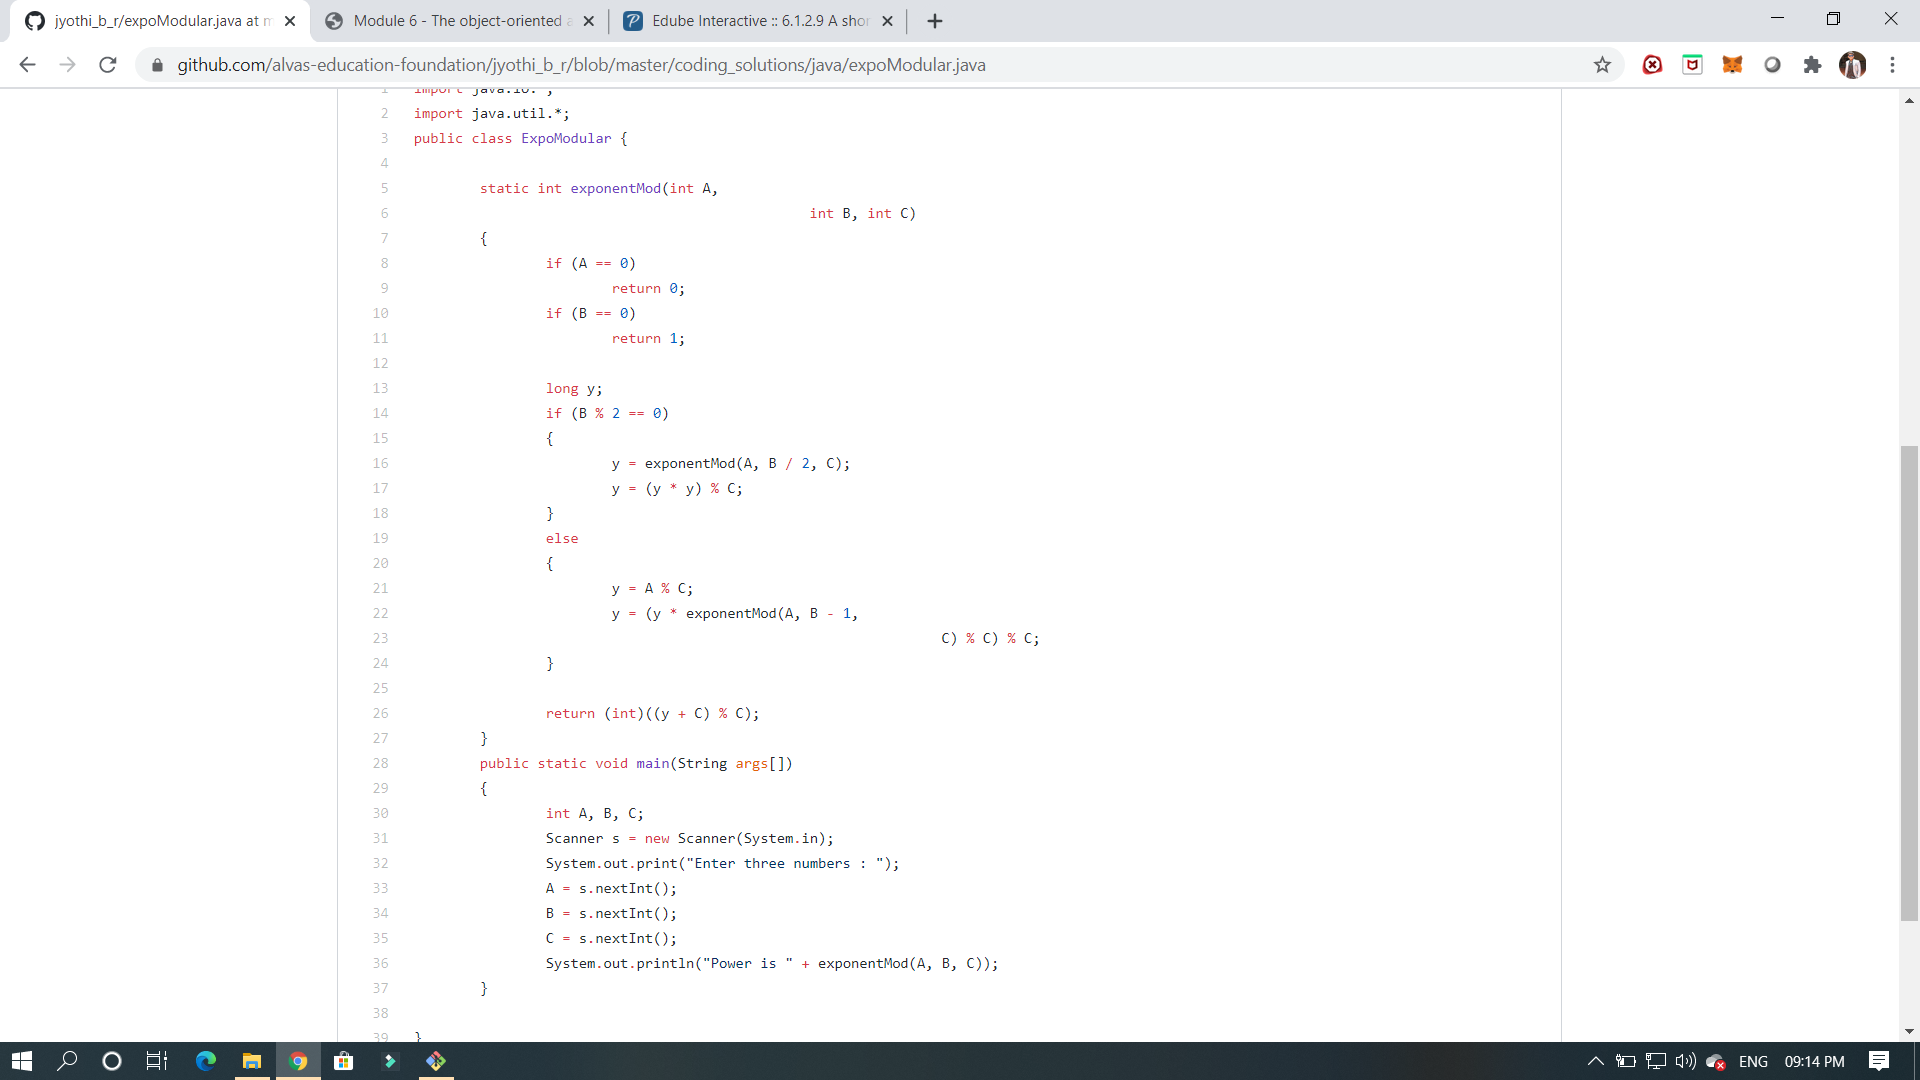 jyothi_b_r/expoModular.java at m
Module 6 - The object-oriented a
Edube Interactive :: 6.1.2.9 A shor
github.com/alvas-education-foundation/jyothi_b_r/blob/master/coding_solutions/java/expoModular.java
1 import java.io.*;
2 import java.util.*;
3 public class ExpoModular {
4
5 static int exponentMod(int A,
6 int B, int C)
7 {
8 if (A == 0)
9 return 0;
10 if (B == 0)
11 return 1;
12
13 long y;
14 if (B % 2 == 0)
15 {
16 y = exponentMod(A, B / 2, C);
17 y = (y * y) % C;
18 }
19 else
20 {
21 y = A % C;
22 y = (y * exponentMod(A, B - 1,
23 C) % C) % C;
24 }
25
26 return (int)((y + C) % C);
27 }
28 public static void main(String args[])
29 {
30 int A, B, C;
31 Scanner s = new Scanner(System.in);
32 System.out.print("Enter three numbers : ");
33 A = s.nextInt();
34 B = s.nextInt();
35 C = s.nextInt();
36 System.out.println("Power is " + exponentMod(A, B, C));
37 }
38
39 }
ENG 09:14 PM